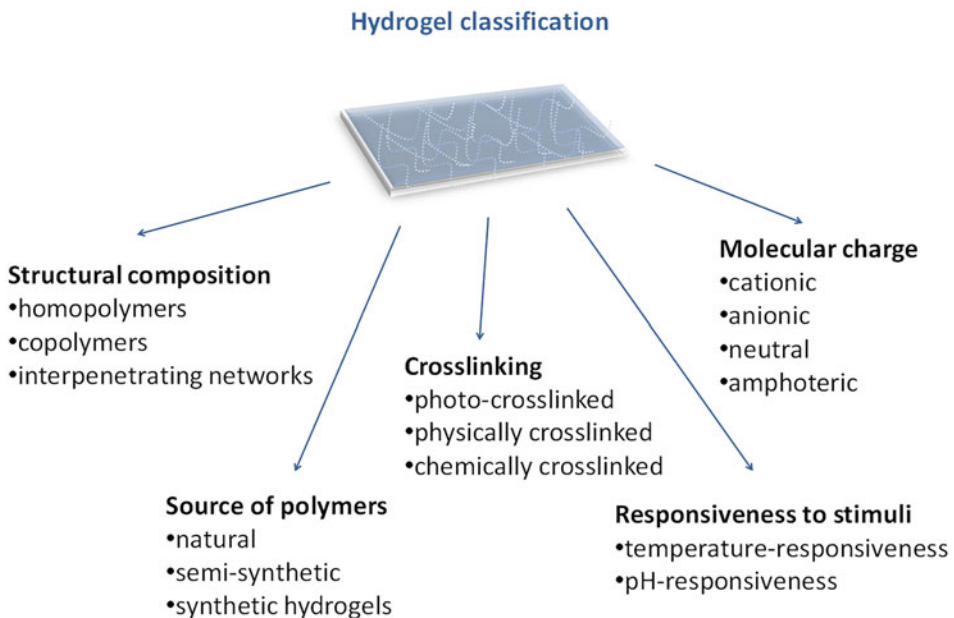 Hydrogel classification
Structural composition
•homopolymers
•copolymers
•interpenetrating networks
Source of polymers
•natural
•semi-synthetic
•synthetic hydrogels
Crosslinking
•photo-crosslinked
•physically crosslinked
•chemically crosslinked
Responsiveness to stimuli
•temperature-responsiveness
•pH-responsiveness
Molecular charge
•cationic
•anionic
•neutral
•amphoteric